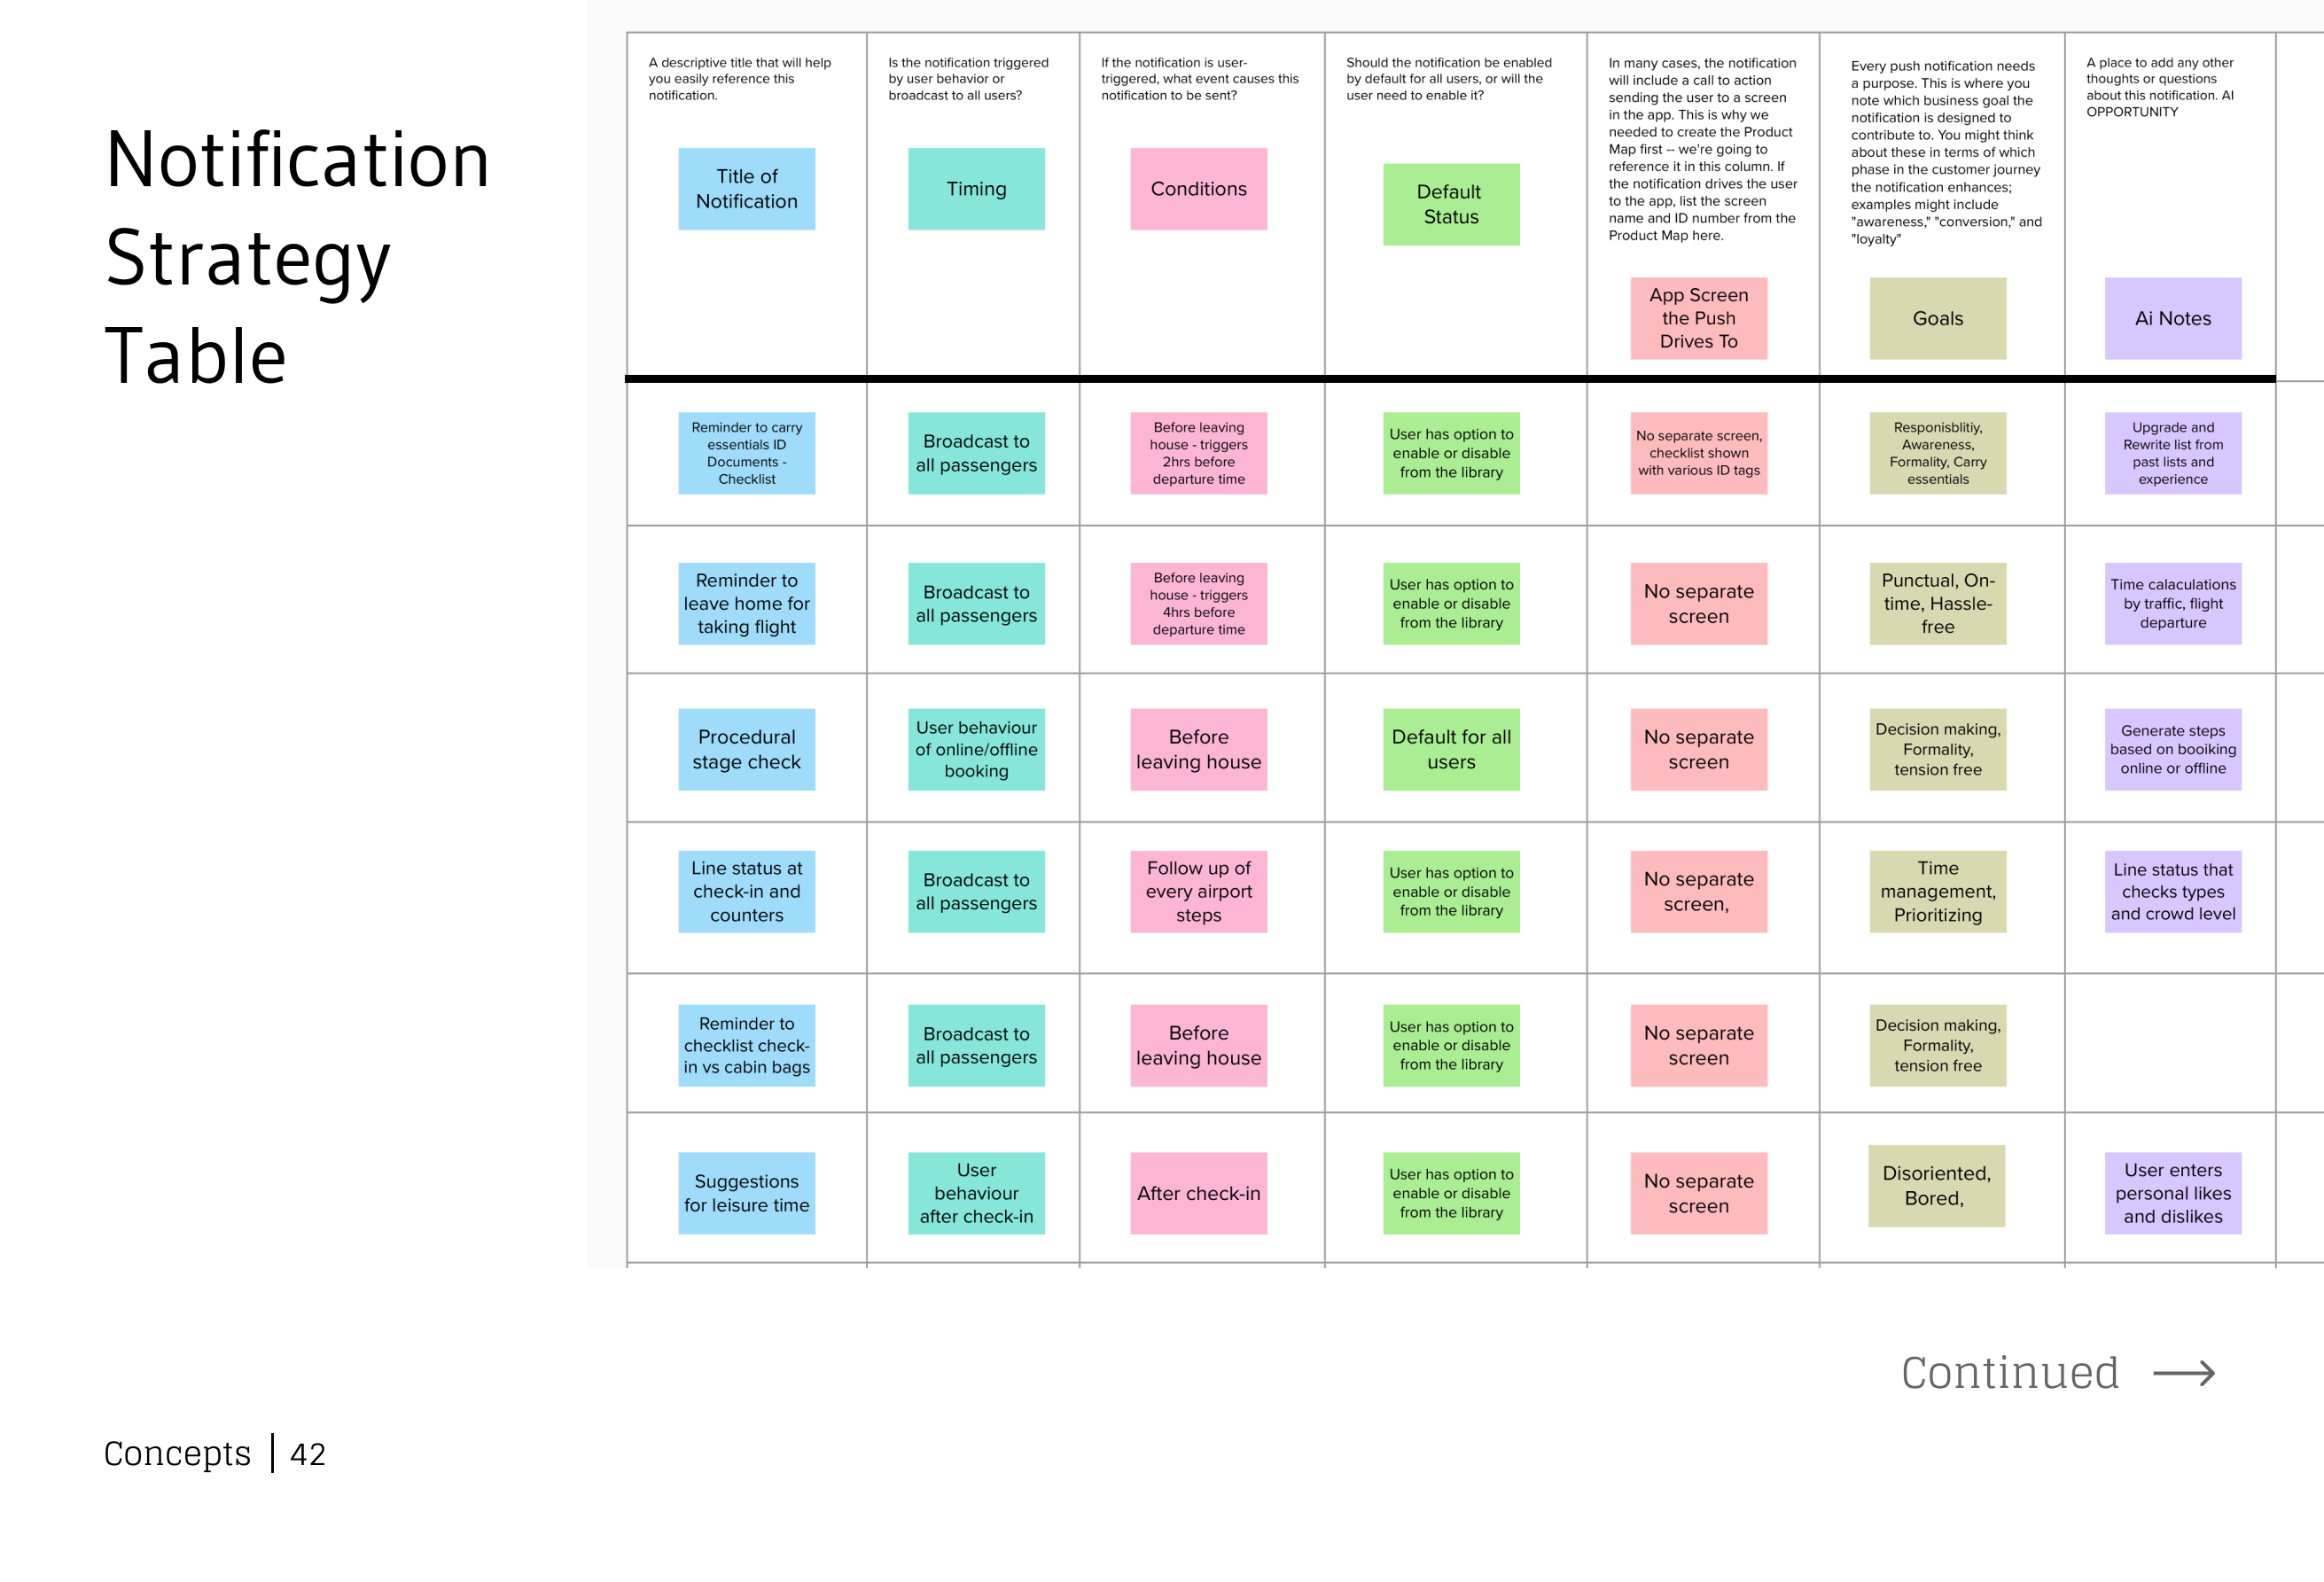 Notification
Strategy
Table
A descriptive title that will help
you easily reference this
notification.
Title of
Notification
Is the notification triggered
by user behavior or
broadcast to all users?
Timing
If the notification is user-
triggered, what event causes this
notification to be sent?
Conditions
Should the notification be enabled
by default for all users, or will the
user need to enable it?
Default
Status
In many cases, the notification
will include a call to action
sending the user to a screen
in the app. This is why we
needed to create the Product
Map first -- we're going to
reference it in this column. If
the notification drives the user
to the app, list the screen
name and ID number from the
Product Map here.
App Screen
the Push
Drives To
Every push notification needs
a purpose. This is where you
note which business goal the
notification is designed to
contribute to. You might think
about these in terms of which
phase in the customer journey
the notification enhances;
examples might include
"awareness," "conversion," and
"loyalty"
Goals
A place to add any other
thoughts or questions
about this notification. AI
OPPORTUNITY
Ai Notes
Reminder to carry
essentials ID
Documents -
Checklist
Broadcast to
all passengers
Before leaving
house - triggers
2hrs before
departure time
User has option to
enable or disable
from the library
No separate screen,
checklist shown
with various ID tags
Responisblitiy,
Awareness,
Formality, Carry
essentials
Upgrade and
Rewrite list from
past lists and
experience
Reminder to
leave home for
taking flight
Broadcast to
all passengers
Before leaving
house - triggers
4hrs before
departure time
User has option to
enable or disable
from the library
No separate
screen
Punctual, On-
time, Hassle-
free
Time calaculations
by traffic, flight
departure
Procedural
stage check
User behaviour
of online/offline
booking
Before
leaving house
Default for all
users
No separate
screen
Decision making,
Formality,
tension free
Generate steps
based on booiking
online or offline
Line status at
check-in and
counters
Broadcast to
all passengers
Follow up of
every airport
steps
User has option to
enable or disable
from the library
No separate
screen,
Time
management,
Prioritizing
Line status that
checks types
and crowd level
Reminder to
checklist check-
in vs cabin bags
Broadcast to
all passengers
Before
leaving house
User has option to
enable or disable
from the library
No separate
screen
Decision making,
Formality,
tension free
Suggestions
for leisure time
User
behaviour
after check-in
After check-in
User has option to
enable or disable
from the library
No separate
screen
Disoriented,
Bored,
User enters
personal likes
and dislikes
Continued
Concepts | 42